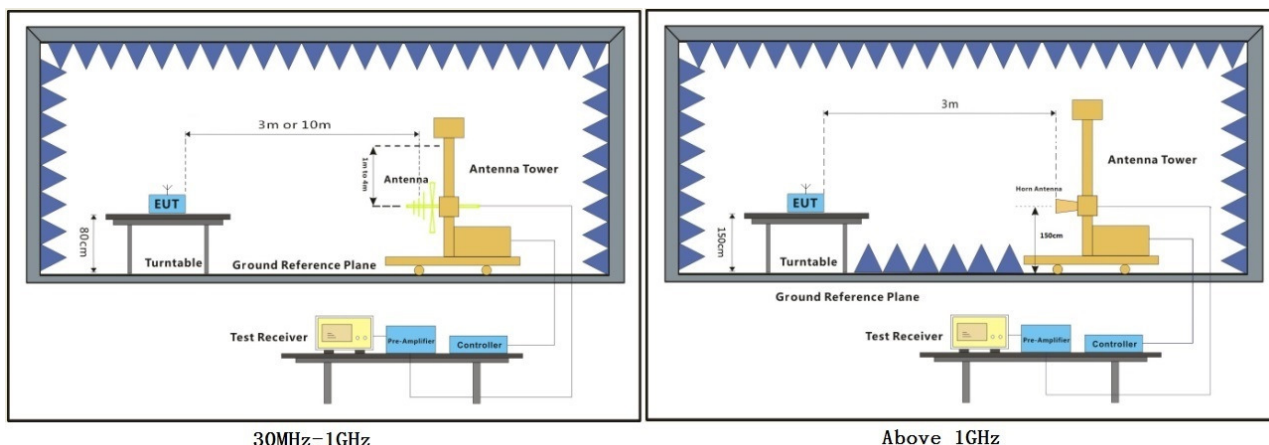 3m or 10m
1m to 4m
Antenna
Antenna Tower
EUT
80cm
Turntable
Ground Reference Plane
Test Receiver
Pre-Amplifier
Controller
30MHz-1GHz
3m
Antenna Tower
Horn Antenna
EUT
150cm
150cm
Turntable
Ground Reference Plane
Test Receiver
Pre-Amplifier
Controller
Above 1GHz